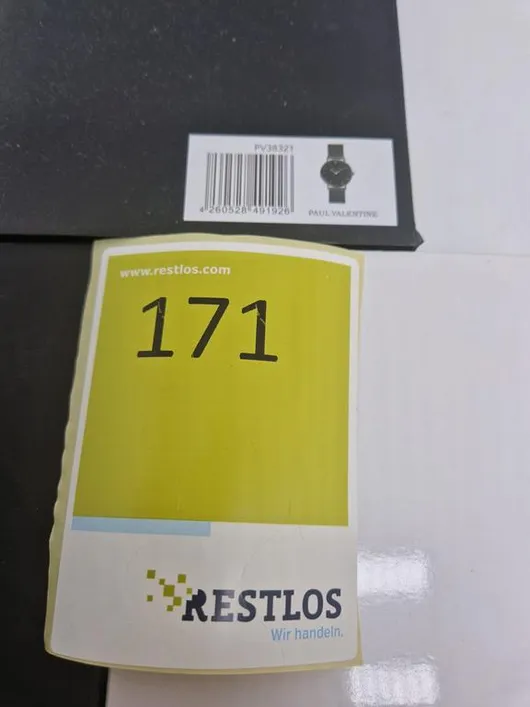 PV38321
4 260528 491926
PAUL VALENTINE
www.restlos.com
171
RESTLOS
Wir handeln.